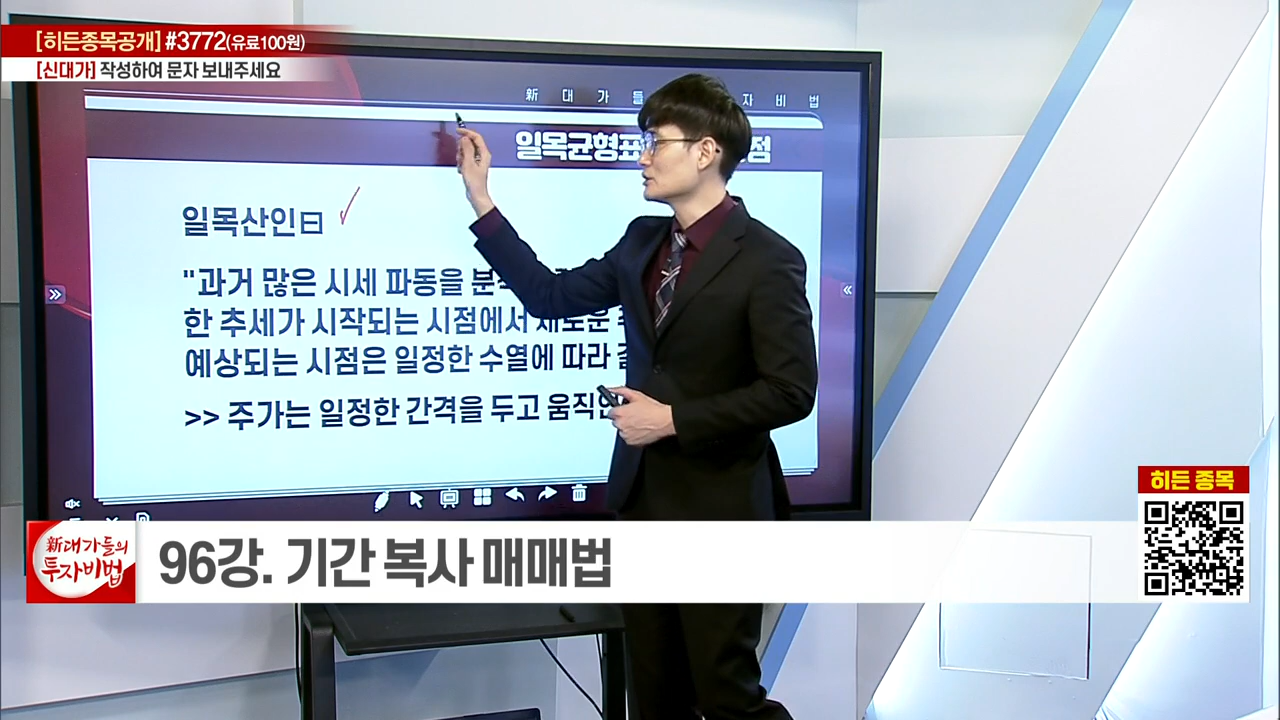 [히든종목공개] #3772(유료100원)
[신대가] 작성하여 문자 보내주세요
新 대 가 들 자 비 법
일목균형표 점
일목산인曰
"과거 많은 시세 파동을
한 추세가 시작되는 시점에서 새로운
예상되는 시점은 일정한 수열에 따라
>> 주가는 일정한 간격을 두고
히든 종목
新대가들의
투자비법
96강. 기간 복사 매매법